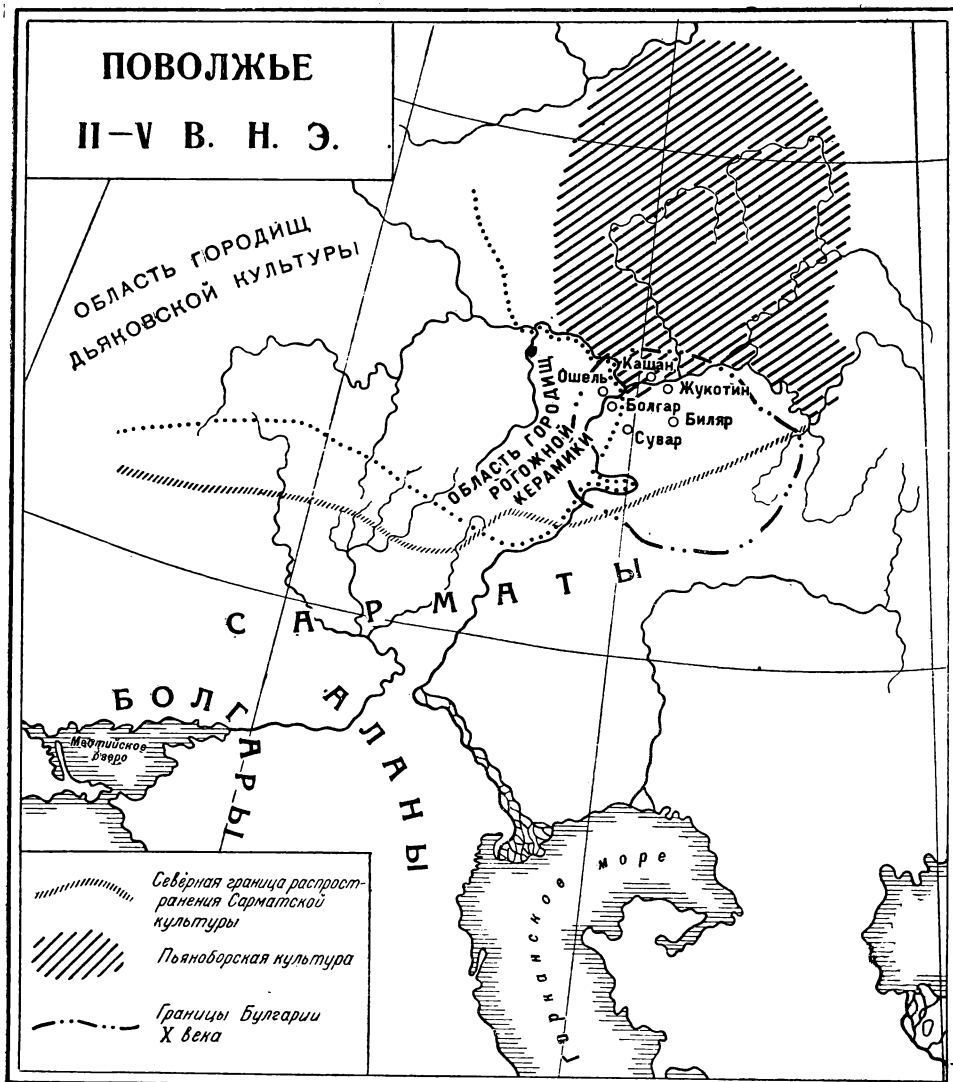 ПОВОЛЖЬЕ
II–V В. Н. Э.
ОБЛАСТЬ ГОРОДИЩ
ДЬЯКОВСКОЙ КУЛЬТУРЫ
Кашан
Ошель
Жукотин
Болгар
Биляр
Сувар
ОБЛАСТЬ ГОРОДИЩ
РОГОЖНОЙ
КЕРАМИКИ
САРМАТЫ
БОЛГАРЫ
АЛАНЫ
Меотийское
озеро
Горканское море
Северная граница распрост-
ранения Сарматской
культуры
Пьяноборская культура
Границы Булгарии
X века